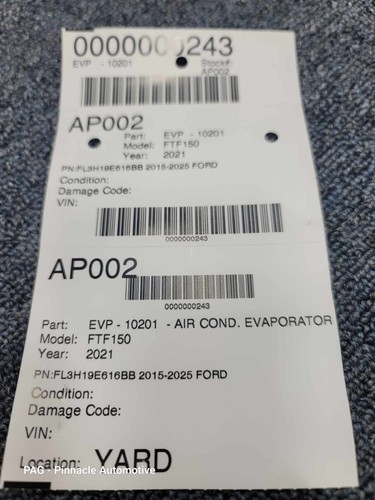 0000000243
EVP - 10201 Stock#:
AP002
AP002
Part: EVP - 10201
Model: FTF150
Year: 2021
PN:FL3H19E616BB 2015-2025 FORD
Condition:
Damage Code:
VIN:
0000000243
AP002
0000000243
Part: EVP - 10201 - AIR COND. EVAPORATOR
Model: FTF150
Year: 2021
PN:FL3H19E616BB 2015-2025 FORD
Condition:
Damage Code:
VIN:
Location: YARD
PAG - Pinnacle Automotive